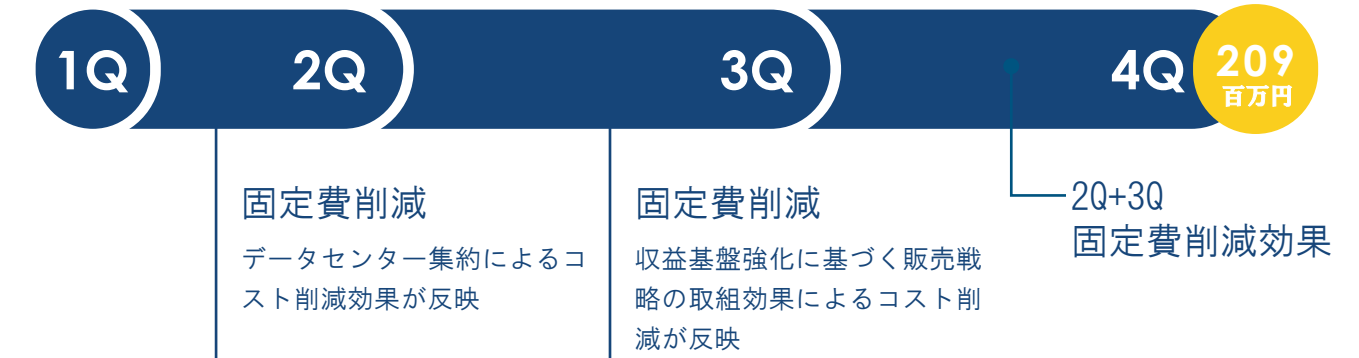 1Q
2Q
3Q
4Q
209
百万円
固定費削減
データセンター集約によるコ
スト削減効果が反映
固定費削減
収益基盤強化に基づく販売戦
略の取組効果によるコスト削
減が反映
2Q+3Q
固定費削減効果